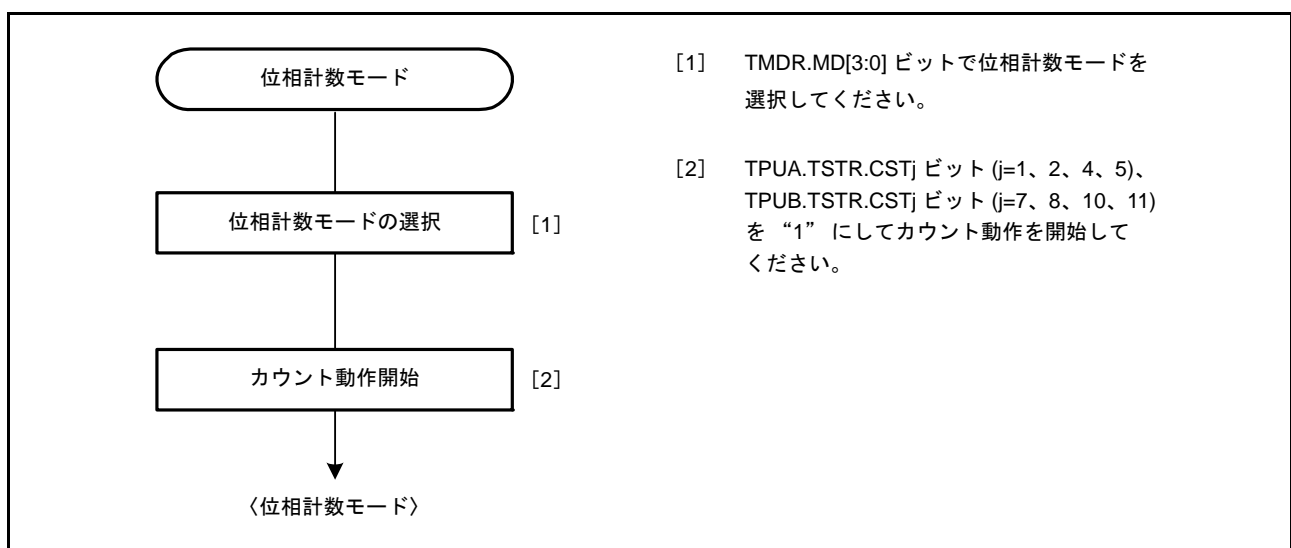 位相計数モード
位相計数モードの選択 [1]
カウント動作開始 [2]
〈位相計数モード〉
[1] TMDR.MD[3:0] ビットで位相計数モードを
選択してください。
[2] TPUA.TSTR.CSTj ビット (j=1、2、4、5)、
TPUB.TSTR.CSTj ビット (j=7、8、10、11)
を “1” にしてカウント動作を開始して
ください。